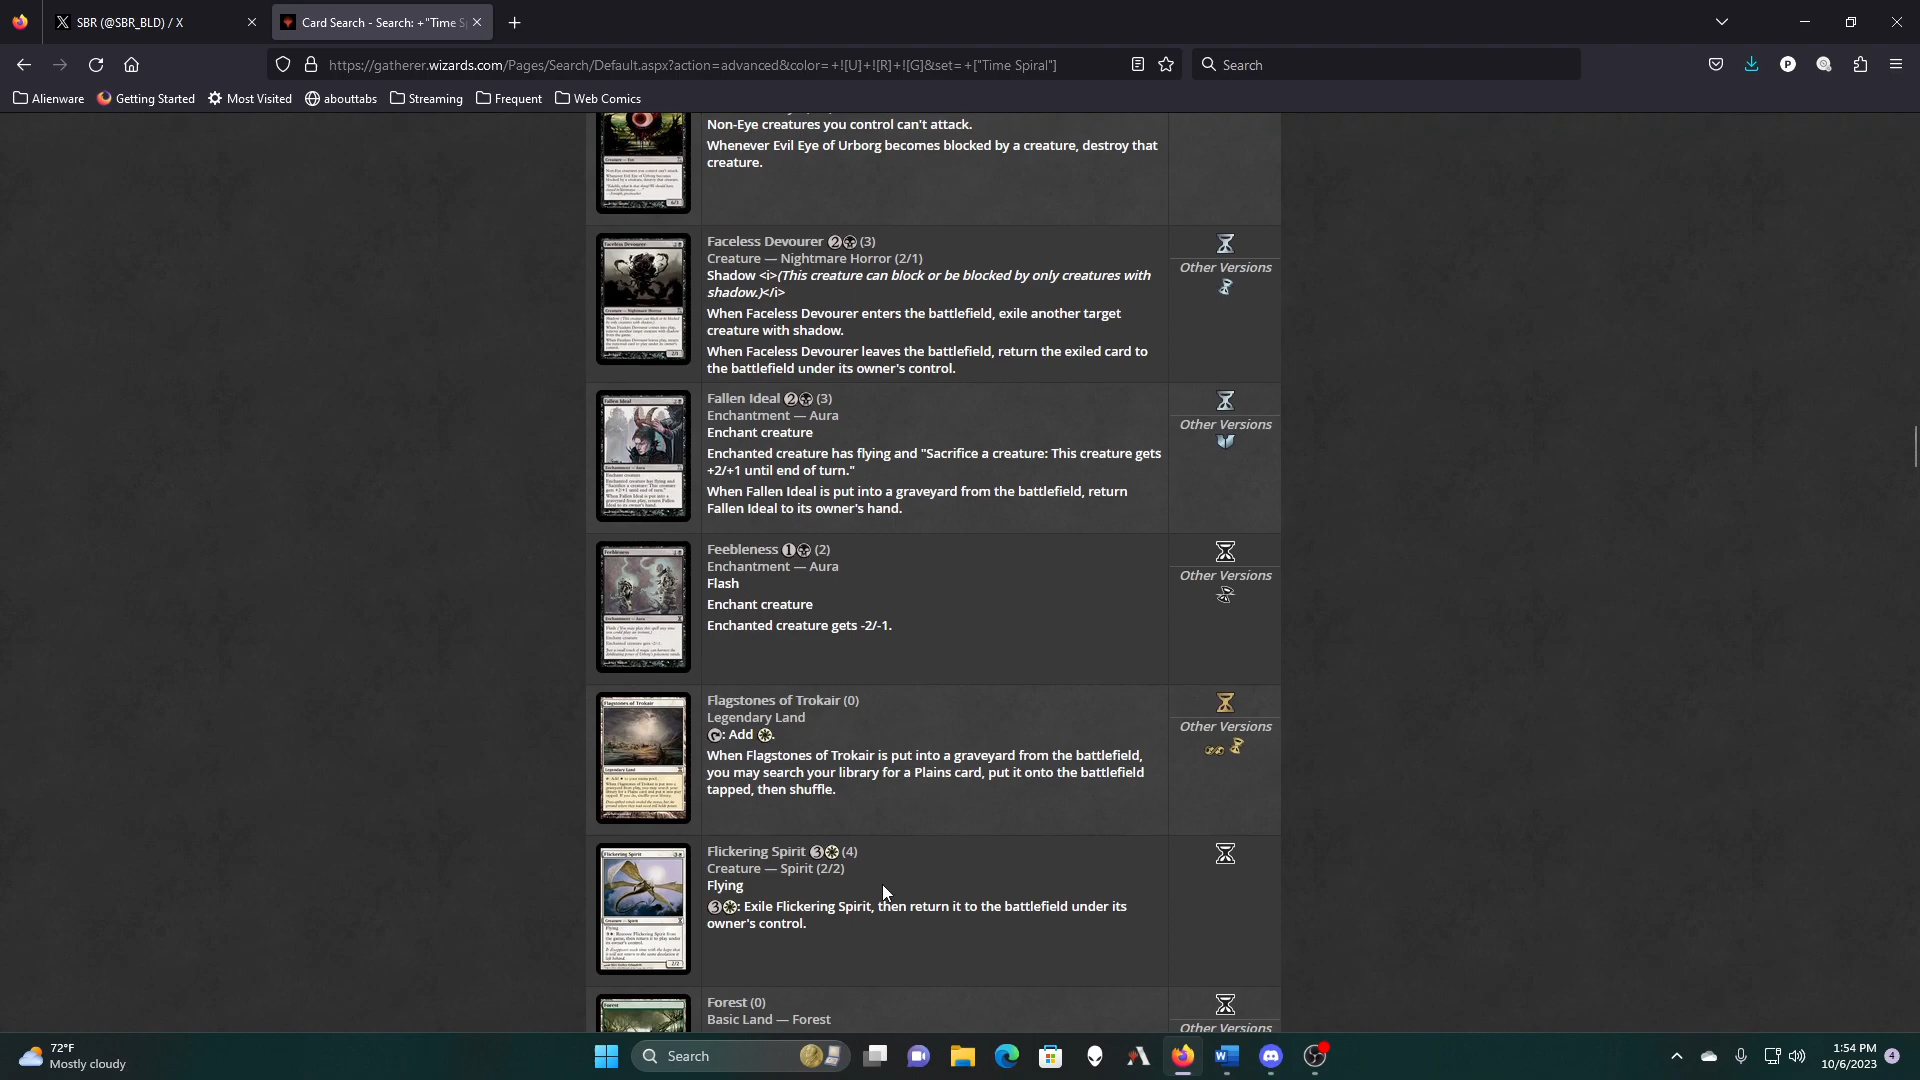 SBR (@SBR_BLD) / X
Card Search - Search: +"Time Sp
https://gatherer.wizards.com/Pages/Search/Default.aspx?action=advanced&color=+![U]+![R]+![G]&set=+["Time Spiral"]
Search
Alienware
Getting Started
Most Visited
abouttabs
Streaming
Frequent
Web Comics
Non-Eye creatures you control can't attack.
Whenever Evil Eye of Urborg becomes blocked by a creature, destroy that
creature.
Faceless Devourer 2 (3)
Creature — Nightmare Horror (2/1)
Shadow <i>(This creature can block or be blocked by only creatures with
shadow.)</i>
When Faceless Devourer enters the battlefield, exile another target
creature with shadow.
When Faceless Devourer leaves the battlefield, return the exiled card to
the battlefield under its owner's control.
Other Versions
Fallen Ideal 2 (3)
Enchantment — Aura
Enchant creature
Enchanted creature has flying and "Sacrifice a creature: This creature gets
+2/+1 until end of turn."
When Fallen Ideal is put into a graveyard from the battlefield, return
Fallen Ideal to its owner's hand.
Other Versions
Feebleness 1 (2)
Enchantment — Aura
Flash
Enchant creature
Enchanted creature gets -2/-1.
Other Versions
Flagstones of Trokair (0)
Legendary Land
: Add .
When Flagstones of Trokair is put into a graveyard from the battlefield,
you may search your library for a Plains card, put it onto the battlefield
tapped, then shuffle.
Other Versions
Flickering Spirit 3 (4)
Creature — Spirit (2/2)
Flying
3: Exile Flickering Spirit, then return it to the battlefield under its
owner's control.
Forest (0)
Basic Land — Forest
Other Versions
72°F
Mostly cloudy
Search
1:54 PM
10/6/2023
4